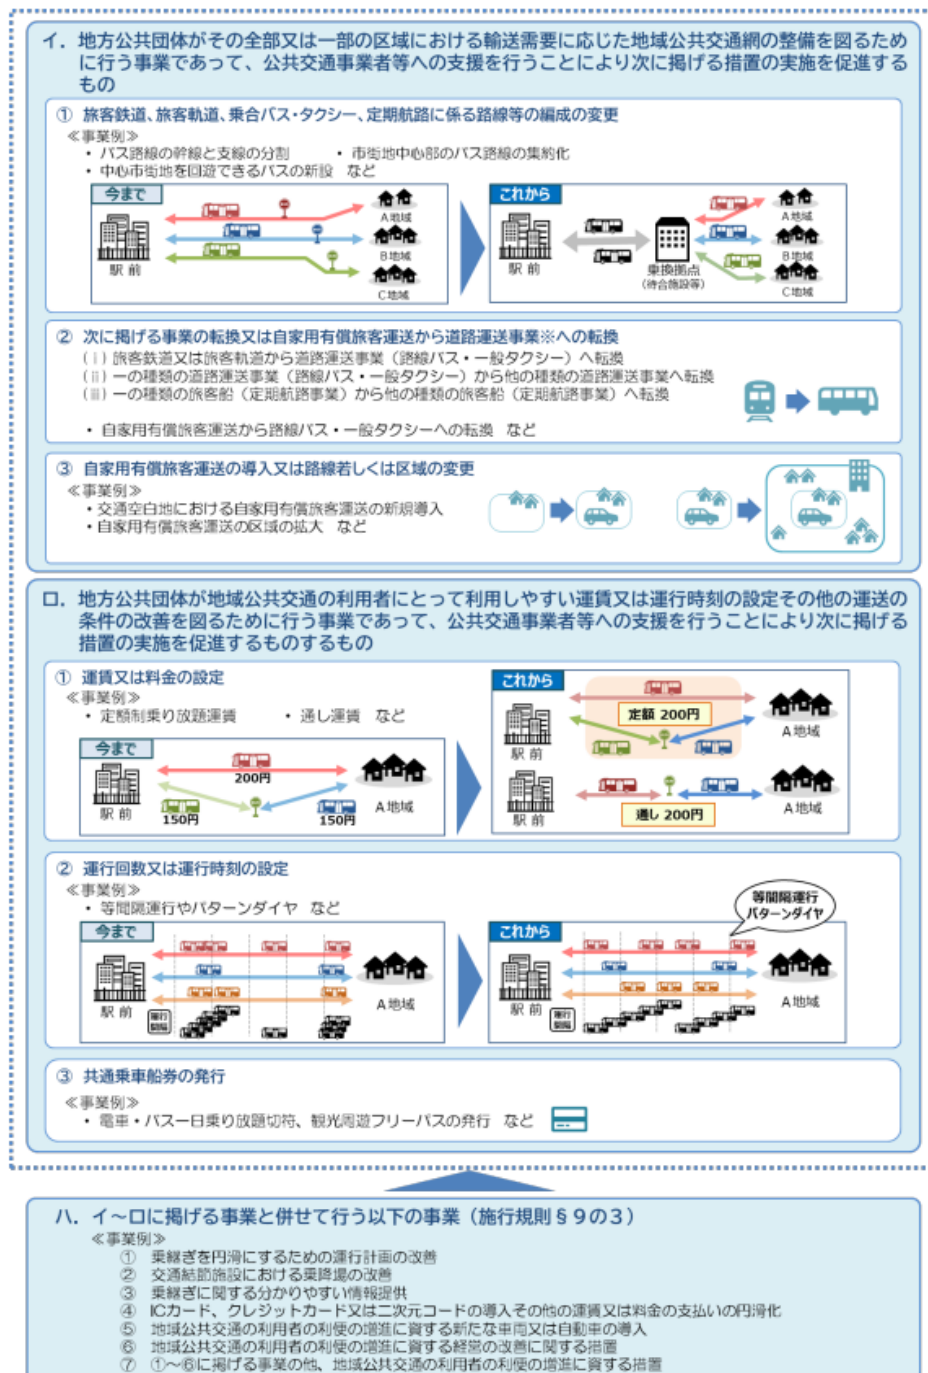 イ．地方公共団体がその全部又は一部の区域における輸送需要に応じた地域公共交通網の整備を図るため
に行う事業であって、公共交通事業者等への支援を行うことにより次に掲げる措置の実施を促進する
もの
① 旅客鉄道、旅客軌道、乗合バス・タクシー、定期航路に係る路線等の編成の変更
≪事業例≫
・ バス路線の幹線と支線の分割 ・ 市街地中心部のバス路線の集約化
・ 中心市街地を回遊できるバスの新設 など
今まで
駅 前
A地域
B地域
C地域
これから
駅 前
乗換拠点
(待合施設等)
A地域
B地域
C地域
② 次に掲げる事業の転換又は自家用有償旅客運送から道路運送事業※への転換
(ⅰ) 旅客鉄道又は旅客軌道から道路運送事業（路線バス・一般タクシー）へ転換
(ⅱ) 一の種類の道路運送事業（路線バス・一般タクシー）から他の種類の道路運送事業へ転換
(ⅲ) 一の種類の旅客船（定期航路事業）から他の種類の旅客船（定期航路事業）へ転換
・ 自家用有償旅客運送から路線バス・一般タクシーへの転換 など
③ 自家用有償旅客運送の導入又は路線若しくは区域の変更
≪事業例≫
・交通空白地における自家用有償旅客運送の新規導入
・自家用有償旅客運送の区域の拡大 など
ロ．地方公共団体が地域公共交通の利用者にとって利用しやすい運賃又は運行時刻の設定その他の運送の
条件の改善を図るために行う事業であって、公共交通事業者等への支援を行うことにより次に掲げる
措置の実施を促進するものするもの
① 運賃又は料金の設定
≪事業例≫
・ 定額制乗り放題運賃 ・ 通し運賃 など
今まで
駅 前
200円
150円
150円
A地域
これから
駅 前
定額 200円
A地域
駅 前
通し 200円
A地域
② 運行回数又は運行時刻の設定
≪事業例≫
・ 等間隔運行やパターンダイヤ など
今まで
駅 前
A地域
運行
間隔
これから
等間隔運行
パターンダイヤ
駅 前
A地域
運行
間隔
③ 共通乗車船券の発行
≪事業例≫
・ 電車・バス一日乗り放題切符、観光周遊フリーパスの発行 など
ハ．イ～ロに掲げる事業と併せて行う以下の事業（施行規則§９の３）
≪事業例≫
① 乗継ぎを円滑にするための運行計画の改善
② 交通結節施設における乗降場の改善
③ 乗継ぎに関する分かりやすい情報提供
④ ICカード、クレジットカード又は二次元コードの導入その他の運賃又は料金の支払いの円滑化
⑤ 地域公共交通の利用者の利便の増進に資する新たな車両又は自動車の導入
⑥ 地域公共交通の利用者の利便の増進に資する経営の改善に関する措置
⑦ ①～⑥に掲げる事業の他、地域公共交通の利用者の利便の増進に資する措置